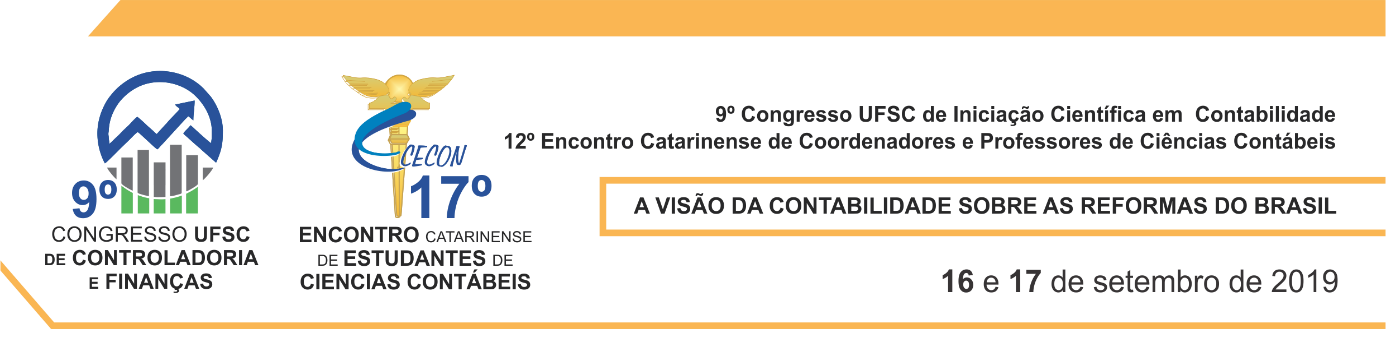 9º
CONGRESSO UFSC
DE CONTROLADORIA
E FINANÇAS
ECECON
17º
ENCONTRO CATARINENSE
DE ESTUDANTES DE
CIENCIAS CONTÁBEIS
9º Congresso UFSC de Iniciação Científica em Contabilidade
12º Encontro Catarinense de Coordenadores e Professores de Ciências Contábeis
A VISÃO DA CONTABILIDADE SOBRE AS REFORMAS DO BRASIL
16 e 17 de setembro de 2019